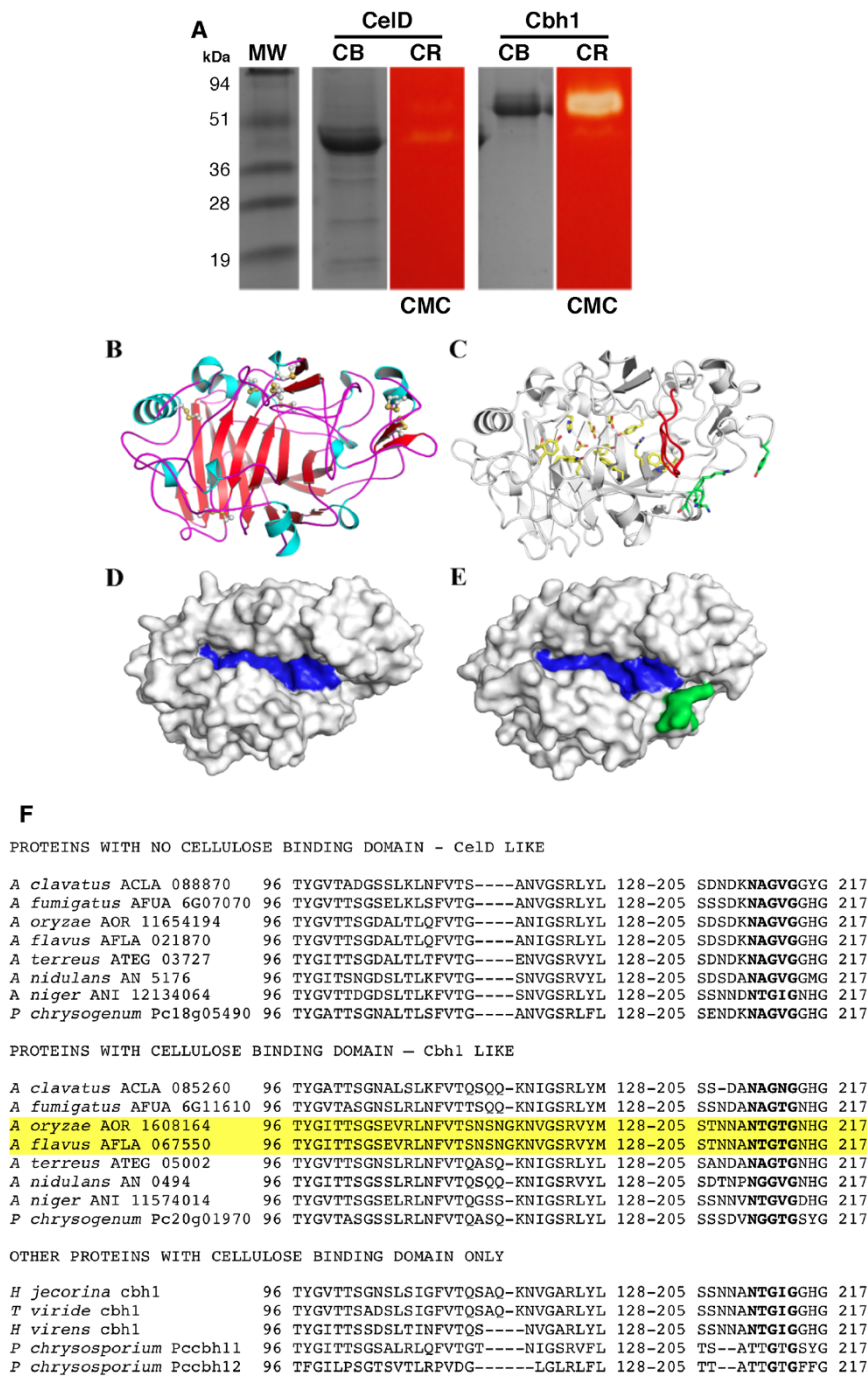 A
CelD Cbh1
kDa MW CB CR CB CR
94
51
36
28
19
CMC CMC
B C
D E
F
PROTEINS WITH NO CELLULOSE BINDING DOMAIN - CelD LIKE
A clavatus ACLA 088870 96 TYGVTADGSSLKLNFVTS----ANVGSRLYL 128-205 SDNDKNAGVGGYG 217
A fumigatus AFUA 6G07070 96 TYGVTTSGSELKLSFVTG----ANVGSRLYL 128-205 SSSDKNAGVGGHG 217
A oryzae AOR 11654194 96 TYGVTTSGDALTLQFVTG----ANIGSRLYL 128-205 SDSDKNAGVGGHG 217
A flavus AFLA 021870 96 TYGVTTSGDALTLQFVTG----ANIGSRLYL 128-205 SDSDKNAGVGGHG 217
A terreus ATEG 03727 96 TYGITTSGDALTLTFVTG----ENVGSRVYL 128-205 SDNDKNAGTGGHG 217
A nidulans AN 5176 96 TYGITSNGDSLTLKFVTG----SNVGSRVYL 128-205 SDSDANAGVGGMG 217
A niger ANI 12134064 96 TYGVTTDGDSLTLKFVTG----SNVGSRLYL 128-205 SSNNDNTGIGNHG 217
P chrysogenum Pc18g05490 96 TYGATTSGNALTLSFVTG----ANVGSRLFL 128-205 SENDKNAGVGGHG 217
PROTEINS WITH CELLULOSE BINDING DOMAIN – Cbh1 LIKE
A clavatus ACLA 085260 96 TYGATTSGNALSLKFVTQSQQ-KNIGSRLYM 128-205 SS-DANAGNGGHG 217
A fumigatus AFUA 6G11610 96 TYGVTASGNSLRLNFVTTSQQ-KNIGSRLYM 128-205 SSTNANAGTGNHG 217
A oryzae AOR 1608164 96 TYGITTSGSEVRLNFVTSNSNGKNVGSRVYM 128-205 STNNANTGTGNHG 217
A flavus AFLA 067550 96 TYGITTSGSEVRLNFVTSNSNGKNVGSRVYM 128-205 STNNANTGTGNHG 217
A terreus ATEG 05002 96 TYGVTTSGNSLRLNFVTQASQ-KNIGSRLYL 128-205 SANDANAGTGNHG 217
A nidulans AN 0494 96 TYGVTTSGNSLRLNFVTQSQQ-KNIGSRVYL 128-205 SDTNPNGGVGNHG 217
A niger ANI 11574014 96 TYGVTTSGSSLRLNFVTQGSS-KNVGSRLYL 128-205 SSNNVNTGVGDHG 217
P chrysogenum Pc20g01970 96 TYGVTASGSSLRLNFVTQASQ-KNIGSRLYL 128-205 SSSDVNGGTGSYG 217
OTHER PROTEINS WITH CELLULOSE BINDING DOMAIN ONLY
H jecorina cbh1 96 TYGVTTSGNSLSIGFVTQSAQ-KNVGARLYL 128-205 SSNNANTGIGGHG 217
T viride cbh1 96 TYGVTTSADSLSIGFVTQSAQ-KNVGARLYL 128-205 SSNNANTGIGGHG 217
H virens cbh1 96 TYGITTSSDSLTINFVTQS----NVGARLYL 128-205 SSNNANTGIGGHG 217
P chrysosporium Pccbh11 96 TYGITTSGSALRLQFVTGT----NIGSRVFL 128-205 TS--ATTGTGSYG 217
P chrysosporium Pccbh12 96 TFGILPSGTSVTLRPVDG------LGLRLFL 128-205 TT--ATTGTGFFG 217